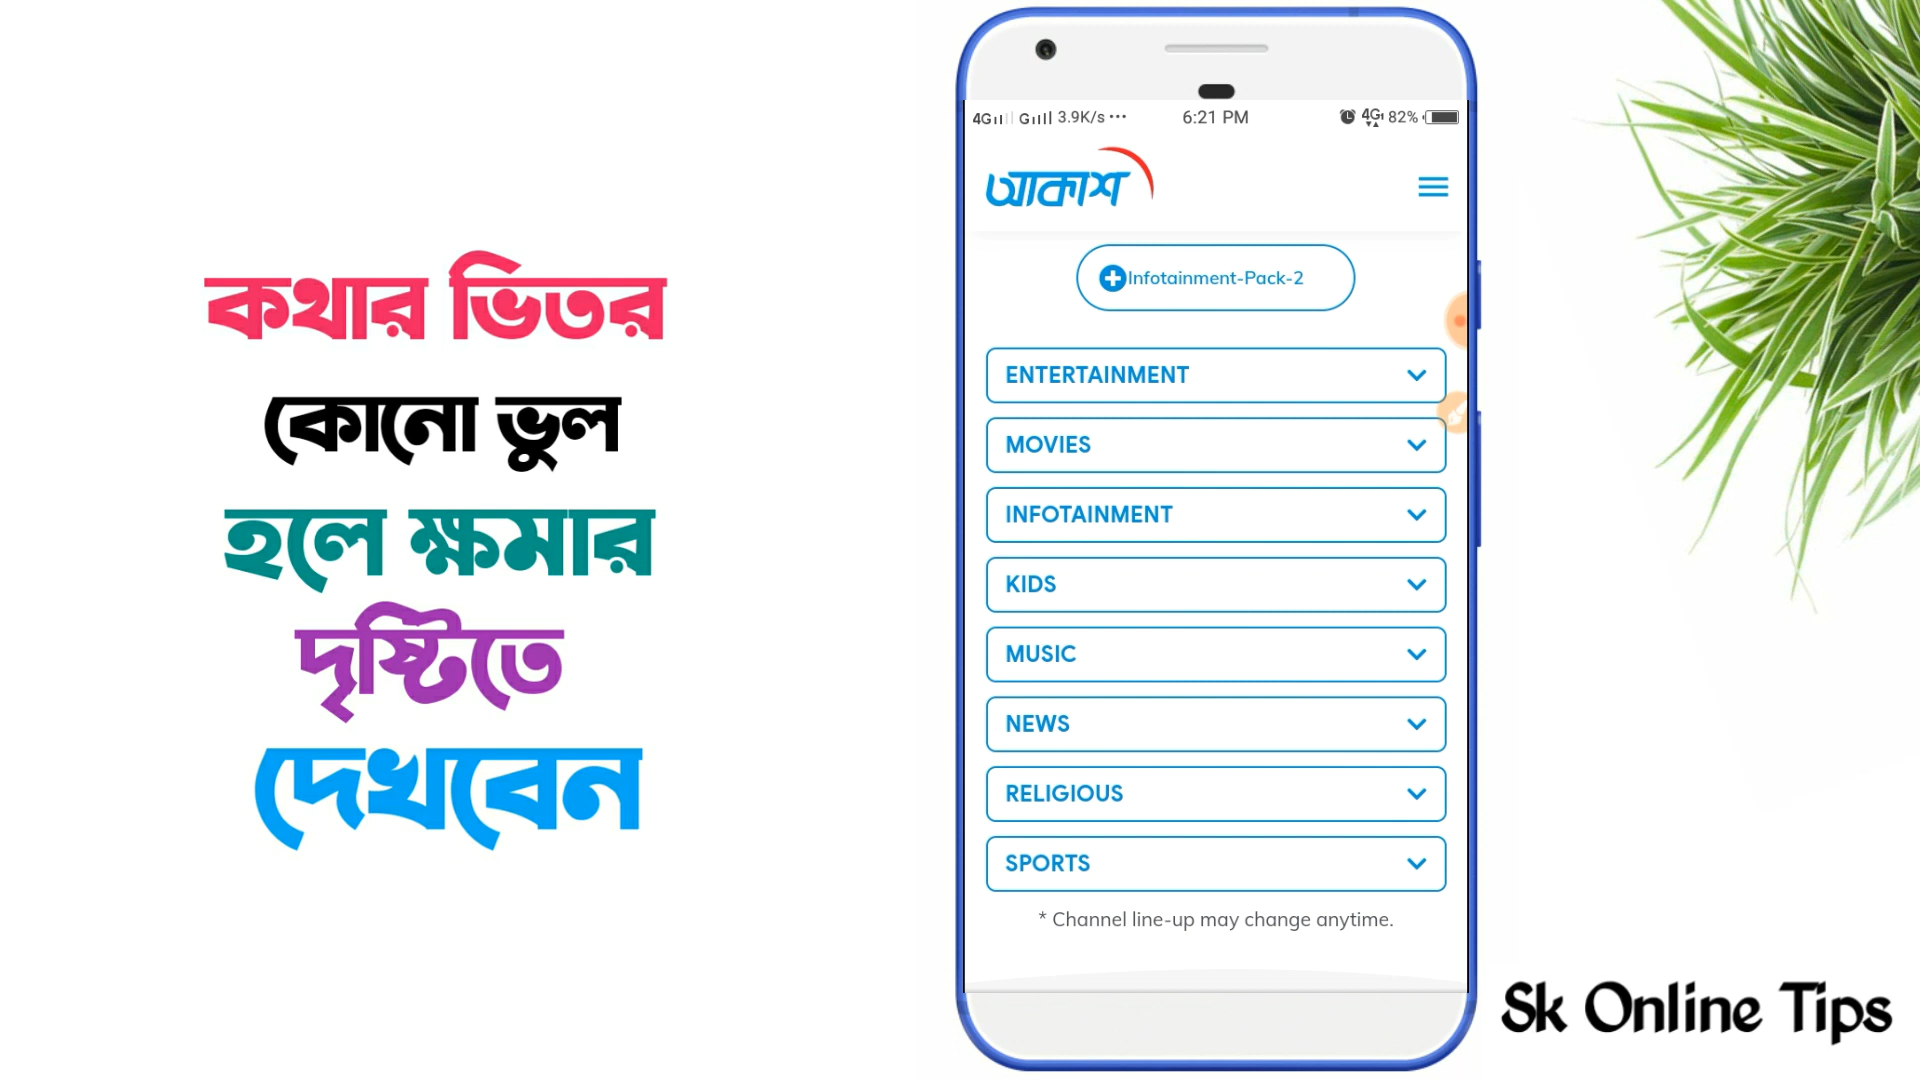 কথার ভিতর
কোনো ভুল
হলে ক্ষমার
দৃষ্টিতে
দেখবেন
4G G 3.9K/s ··· 6:21 PM 4G 82%
আকাশ
Infotainment-Pack-2
ENTERTAINMENT
MOVIES
INFOTAINMENT
KIDS
MUSIC
NEWS
RELIGIOUS
SPORTS
* Channel line-up may change anytime.
Sk Online Tips